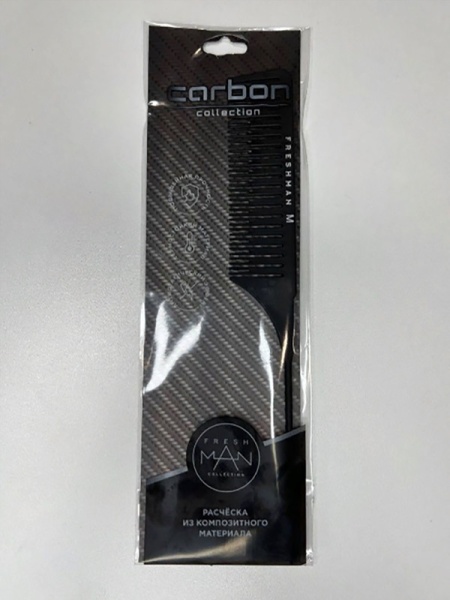 carbon
collection
FRESHMAN M
FRESH
MAN
COLLECTION
РАСЧЁСКА
ИЗ КОМПОЗИТНОГО
МАТЕРИАЛА